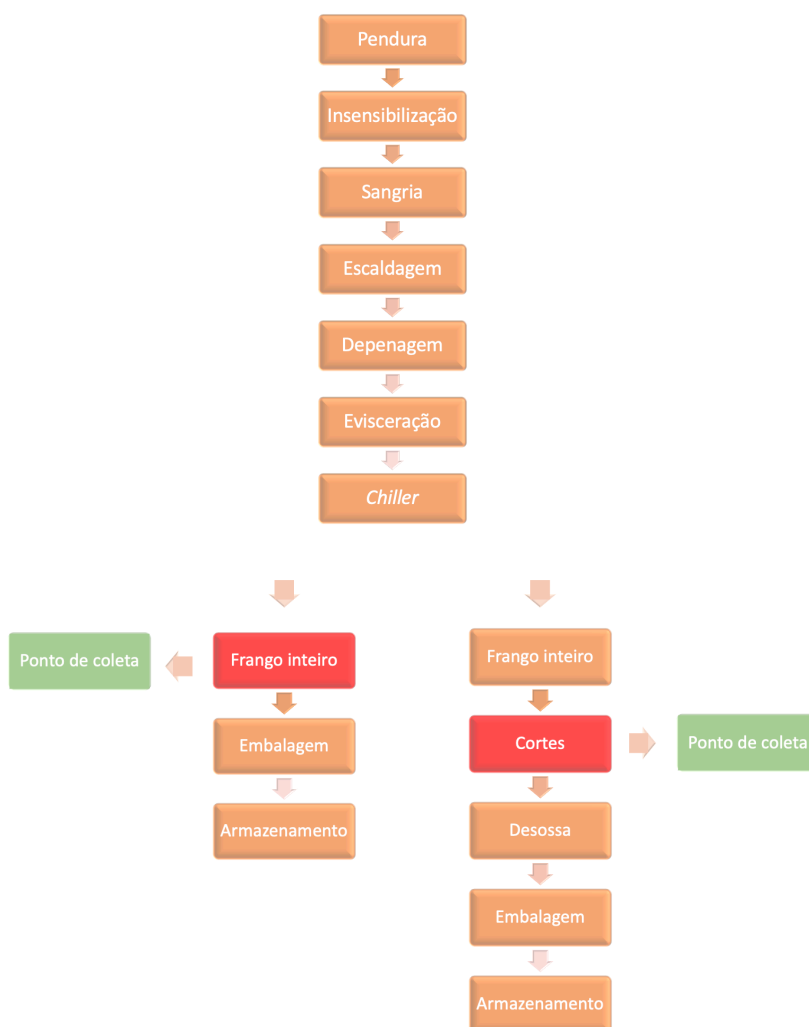 Pendura
Insensibilização
Sangria
Escaldagem
Depenagem
Evisceração
Chiller
Ponto de coleta
Frango inteiro
Embalagem
Armazenamento
Frango inteiro
Cortes
Ponto de coleta
Desossa
Embalagem
Armazenamento